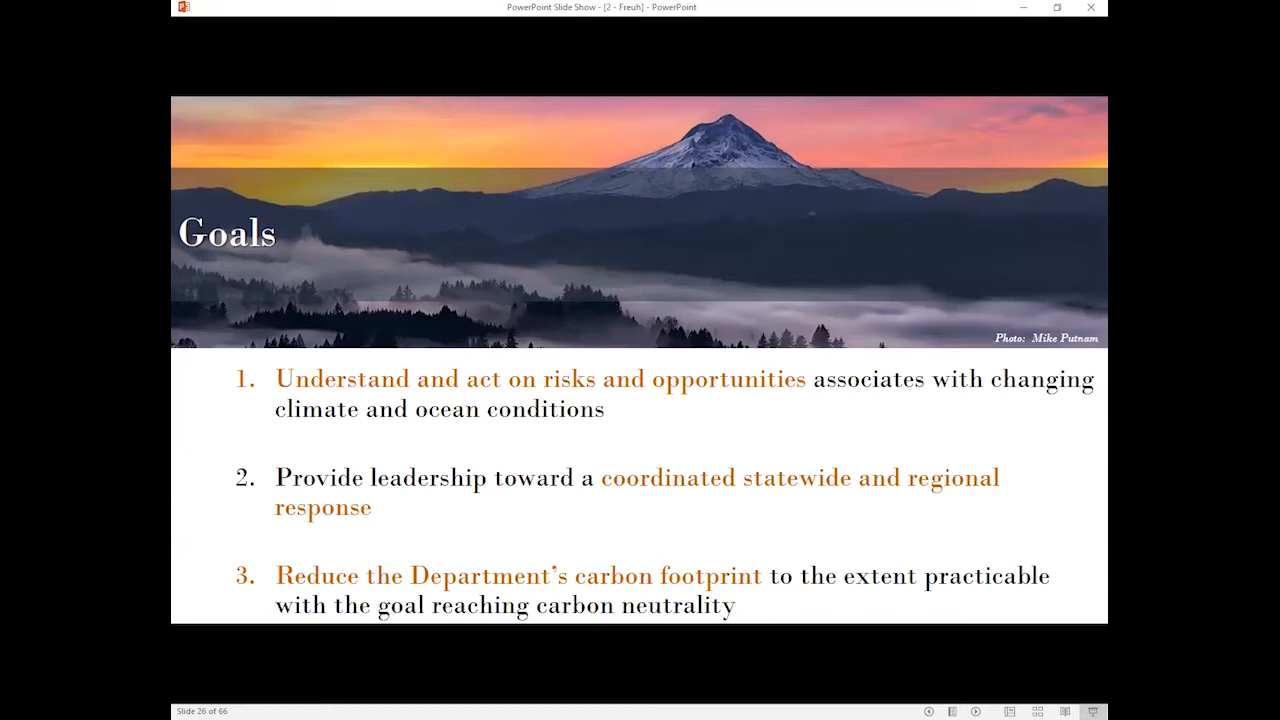 PowerPoint Slide Show - [2 - Freuh] - PowerPoint
Goals
Photo: Mike Putnam
1. Understand and act on risks and opportunities associates with changing
climate and ocean conditions
2. Provide leadership toward a coordinated statewide and regional
response
3. Reduce the Department's carbon footprint to the extent practicable
with the goal reaching carbon neutrality
Slide 26 of 66